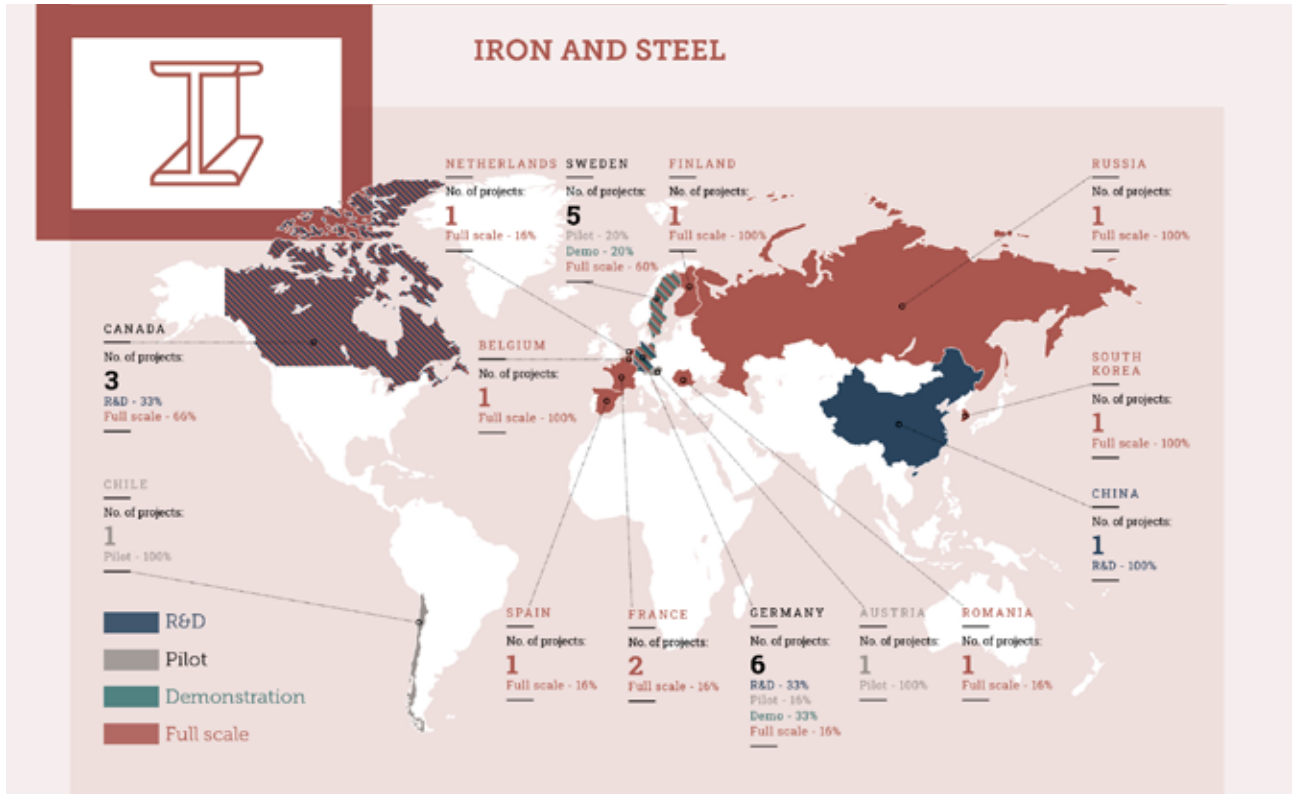 IRON AND STEEL
NETHERLANDS
No. of projects:
1
Full scale - 16%
SWEDEN
No. of projects:
5
Pilot - 20%
Demo - 20%
Full scale - 60%
FINLAND
No. of projects:
1
Full scale - 100%
RUSSIA
No. of projects:
1
Full scale - 100%
CANADA
No. of projects:
3
R&D - 33%
Full scale - 66%
BELGIUM
No. of projects:
1
Full scale - 100%
SOUTH
KOREA
No. of projects:
1
Full scale - 100%
CHILE
No. of projects:
1
Pilot - 100%
CHINA
No. of projects:
1
R&D - 100%
SPAIN
No. of projects:
1
Full scale - 16%
FRANCE
No. of projects:
2
Full scale - 16%
GERMANY
No. of projects:
6
R&D - 33%
Pilot - 16%
Demo - 33%
Full scale - 16%
AUSTRIA
No. of projects:
1
Pilot - 100%
ROMANIA
No. of projects:
1
Full scale - 16%
R&D
Pilot
Demonstration
Full scale